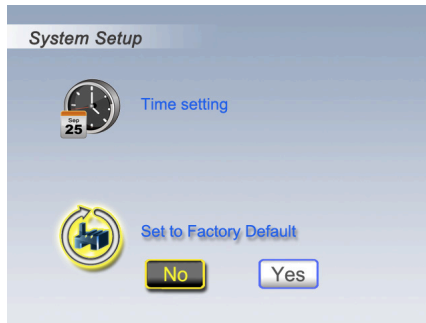 System Setup
Time setting
Sep
25
Set to Factory Default
No Yes